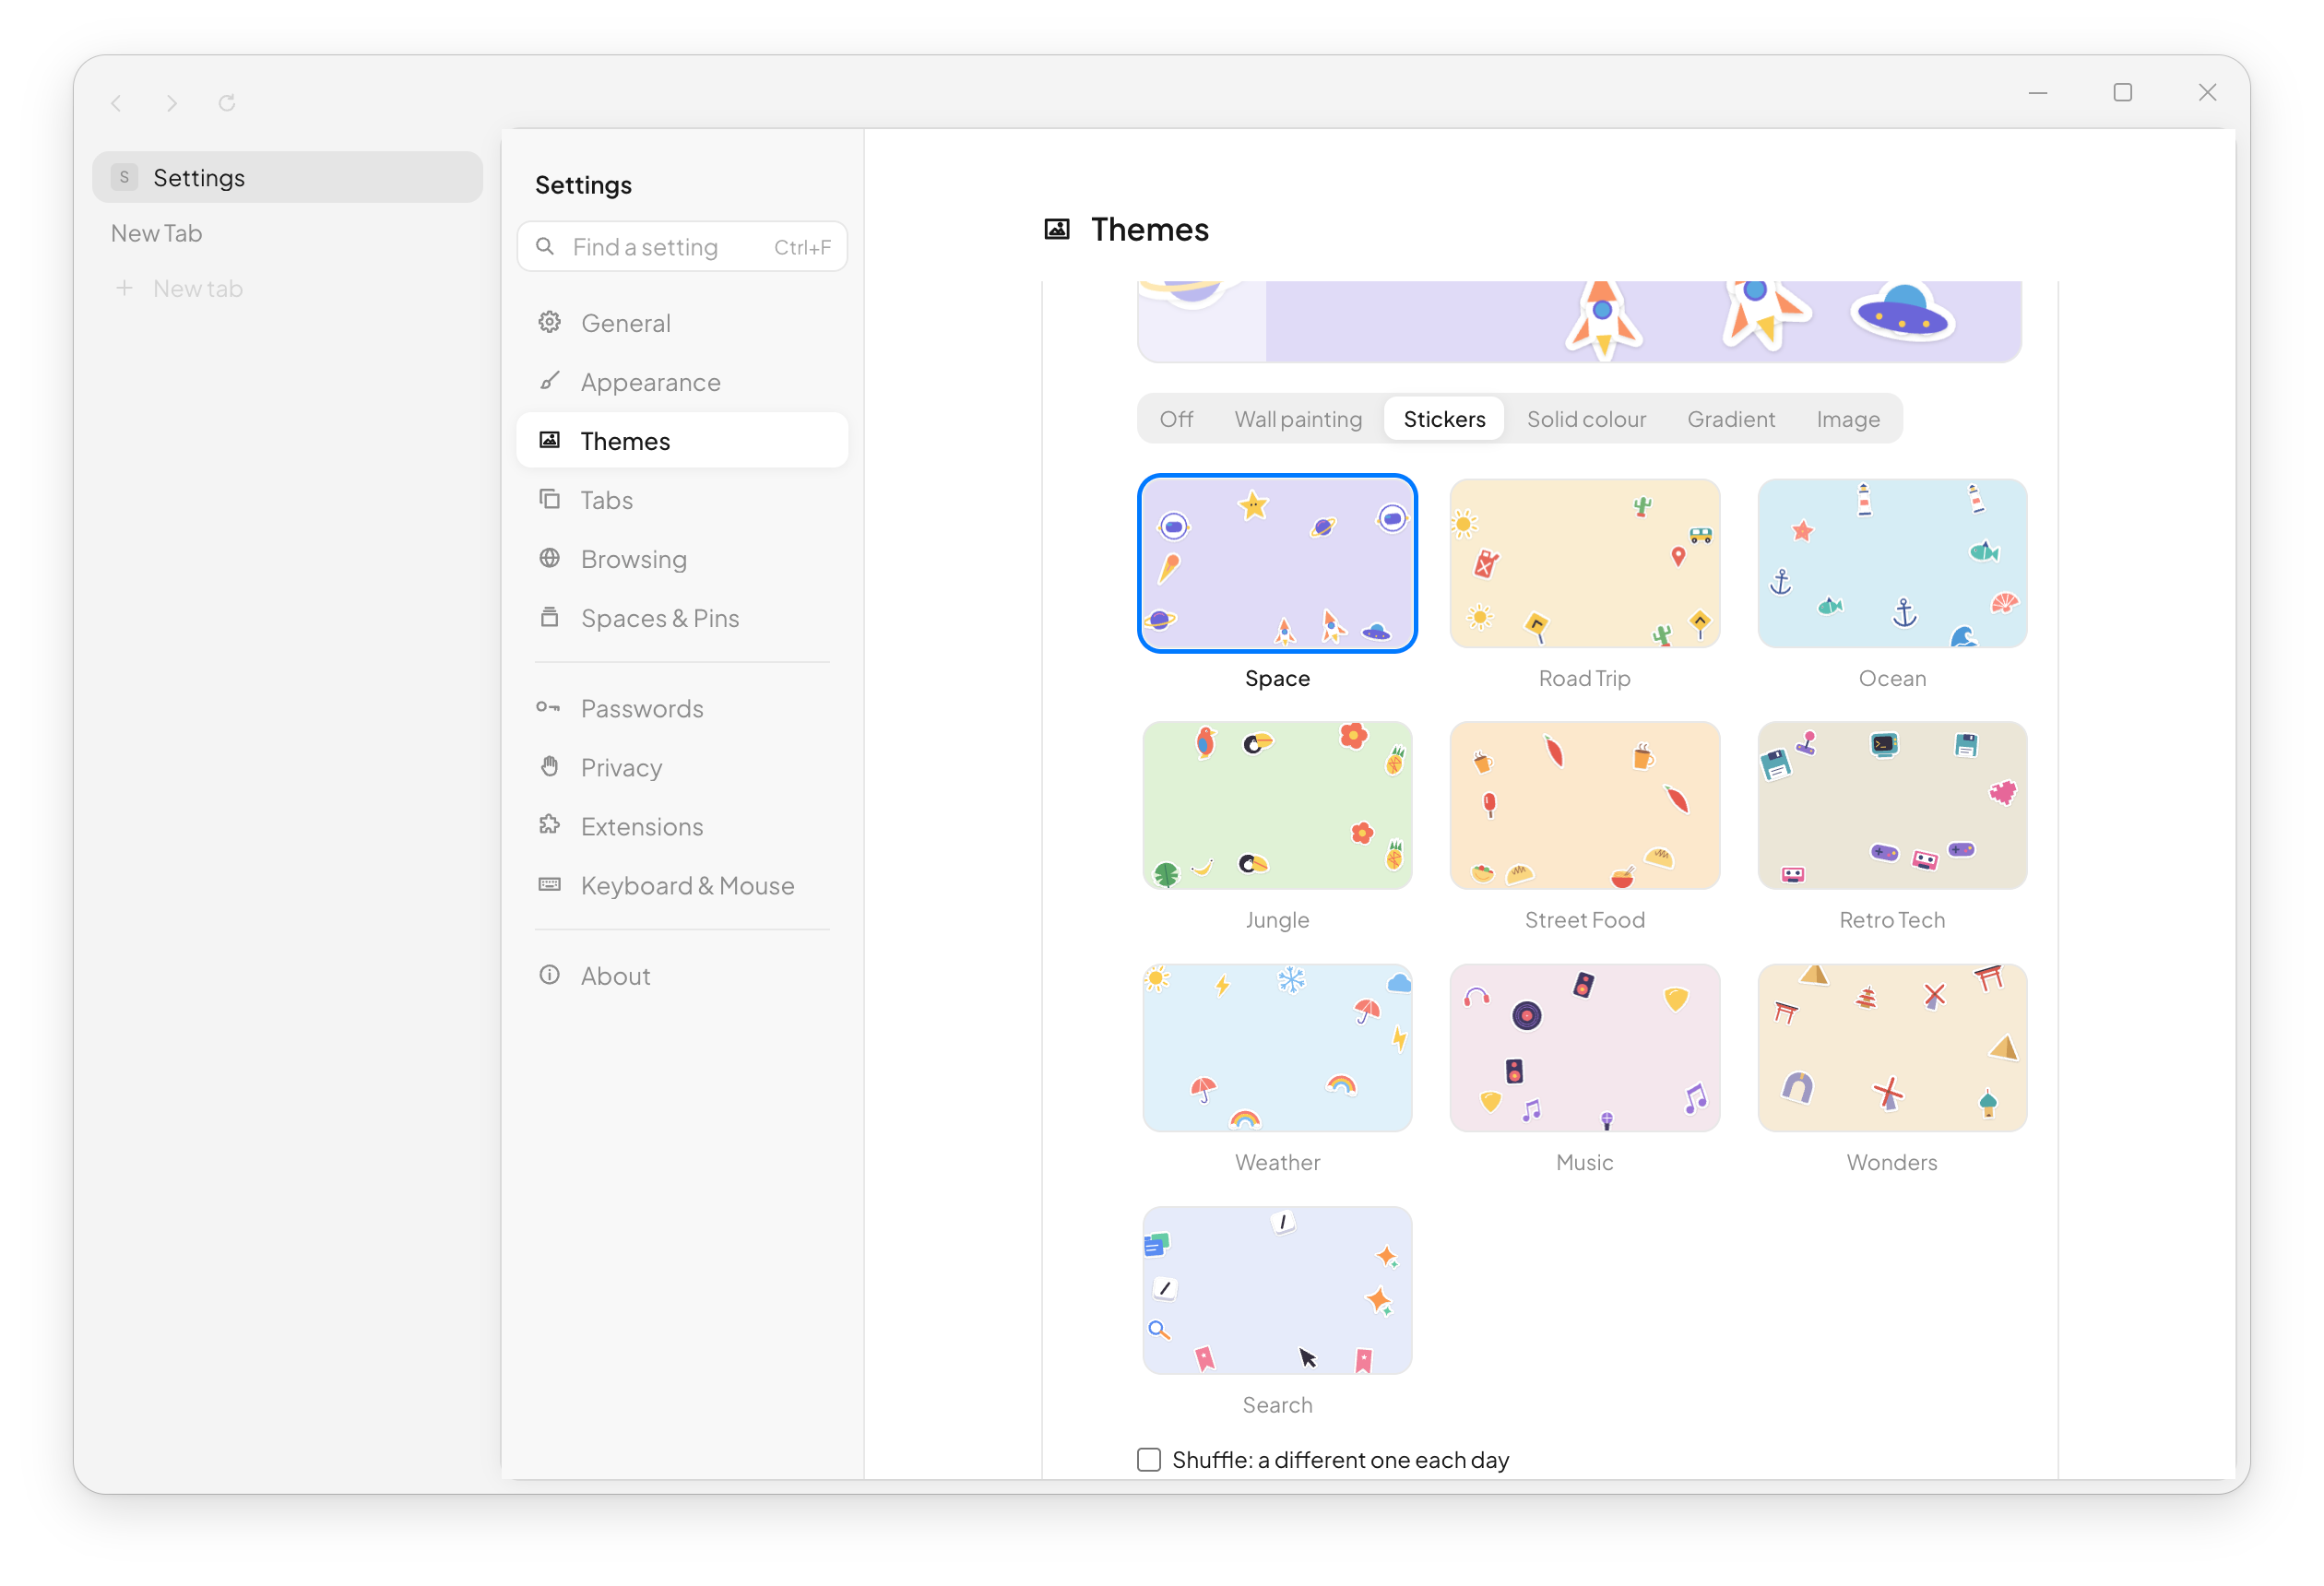 S Settings
New Tab
New tab
Settings
Find a setting Ctrl+F
General
Appearance
Themes
Tabs
Browsing
Spaces & Pins
Passwords
Privacy
Extensions
Keyboard & Mouse
About
Themes
Off Wall painting Stickers Solid colour Gradient Image
Space Road Trip Ocean
Jungle Street Food Retro Tech
Weather Music Wonders
Search
Shuffle: a different one each day